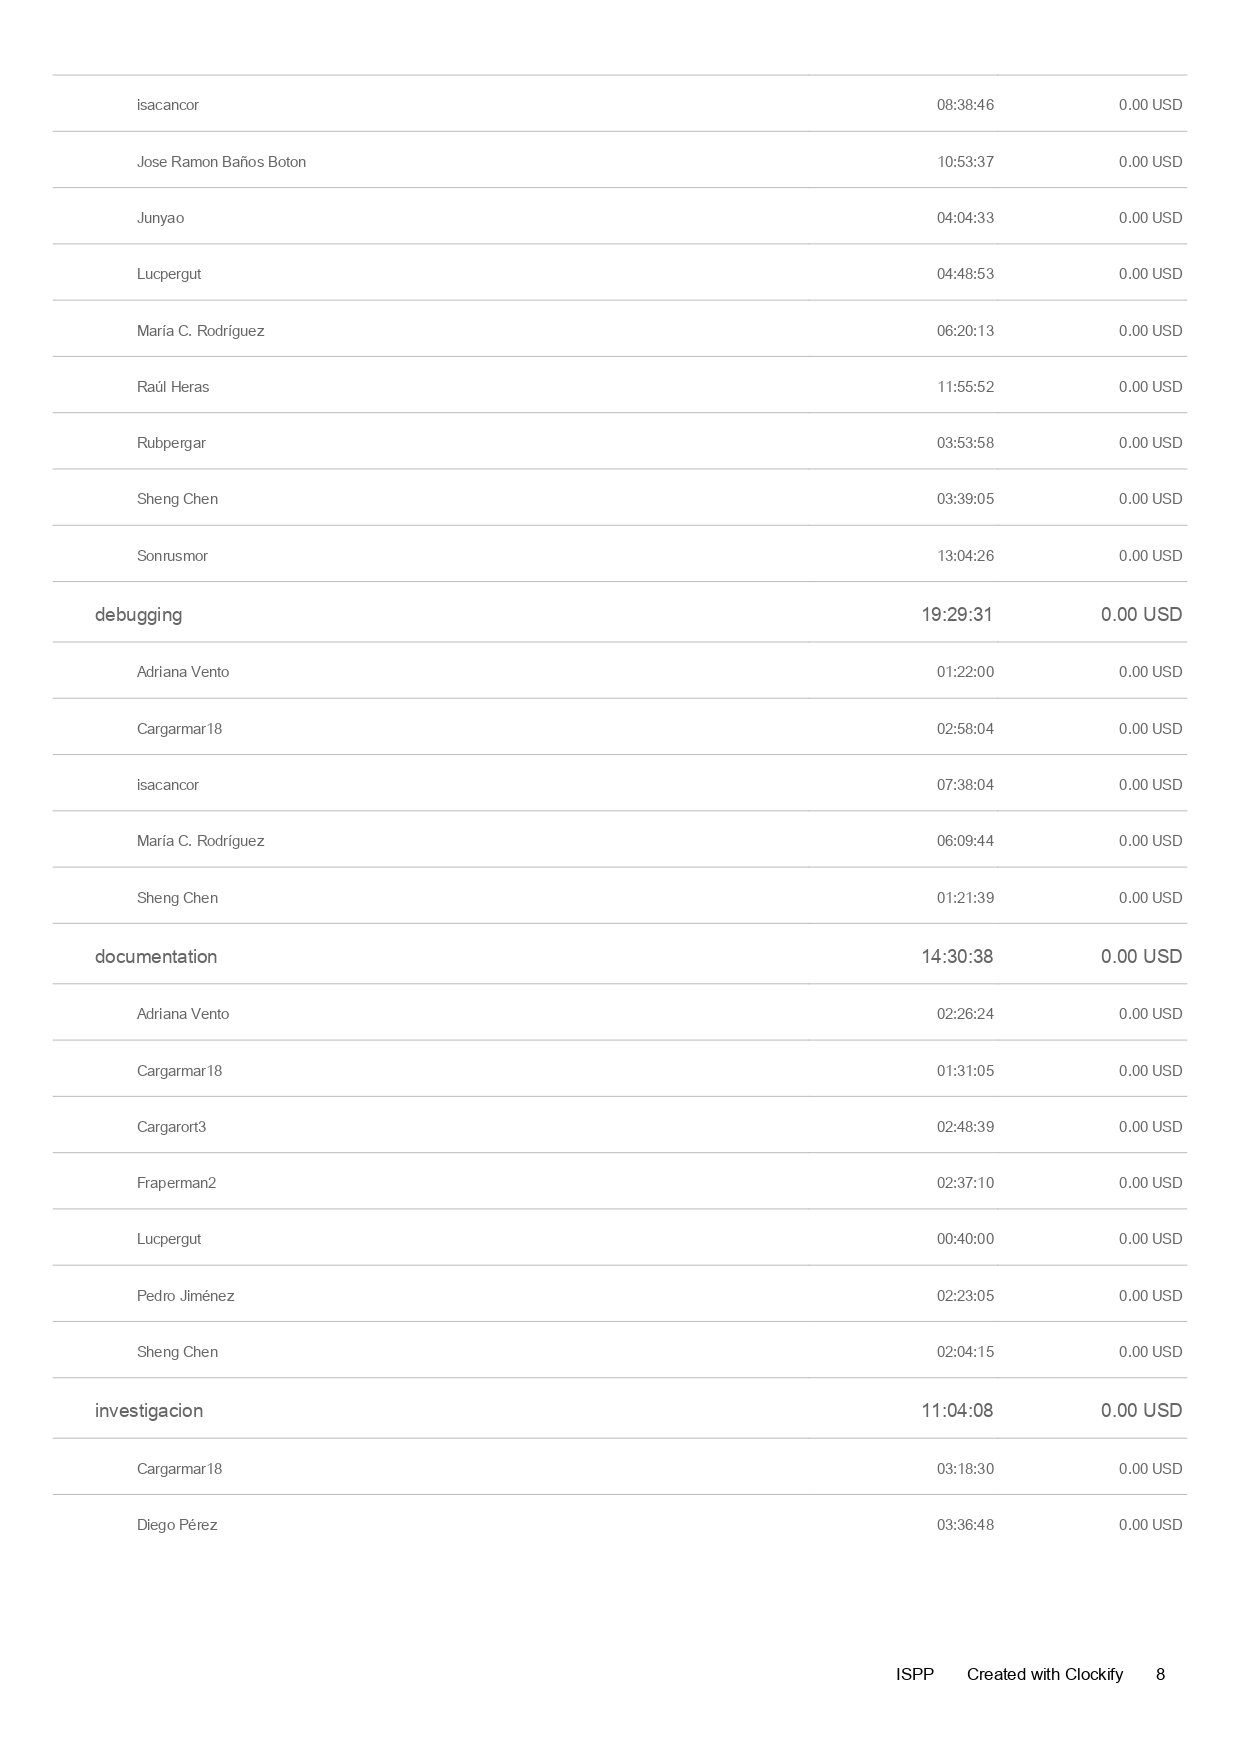 isacancor 08:38:46 0.00 USD
Jose Ramon Baños Boton 10:53:37 0.00 USD
Junyao 04:04:33 0.00 USD
Lucpergut 04:48:53 0.00 USD
María C. Rodríguez 06:20:13 0.00 USD
Raúl Heras 11:55:52 0.00 USD
Rubpergar 03:53:58 0.00 USD
Sheng Chen 03:39:05 0.00 USD
Sonrusmor 13:04:26 0.00 USD
debugging 19:29:31 0.00 USD
Adriana Vento 01:22:00 0.00 USD
Cargarmar18 02:58:04 0.00 USD
isacancor 07:38:04 0.00 USD
María C. Rodríguez 06:09:44 0.00 USD
Sheng Chen 01:21:39 0.00 USD
documentation 14:30:38 0.00 USD
Adriana Vento 02:26:24 0.00 USD
Cargarmar18 01:31:05 0.00 USD
Cargarort3 02:48:39 0.00 USD
Fraperman2 02:37:10 0.00 USD
Lucpergut 00:40:00 0.00 USD
Pedro Jiménez 02:23:05 0.00 USD
Sheng Chen 02:04:15 0.00 USD
investigacion 11:04:08 0.00 USD
Cargarmar18 03:18:30 0.00 USD
Diego Pérez 03:36:48 0.00 USD
ISPP Created with Clockify 8